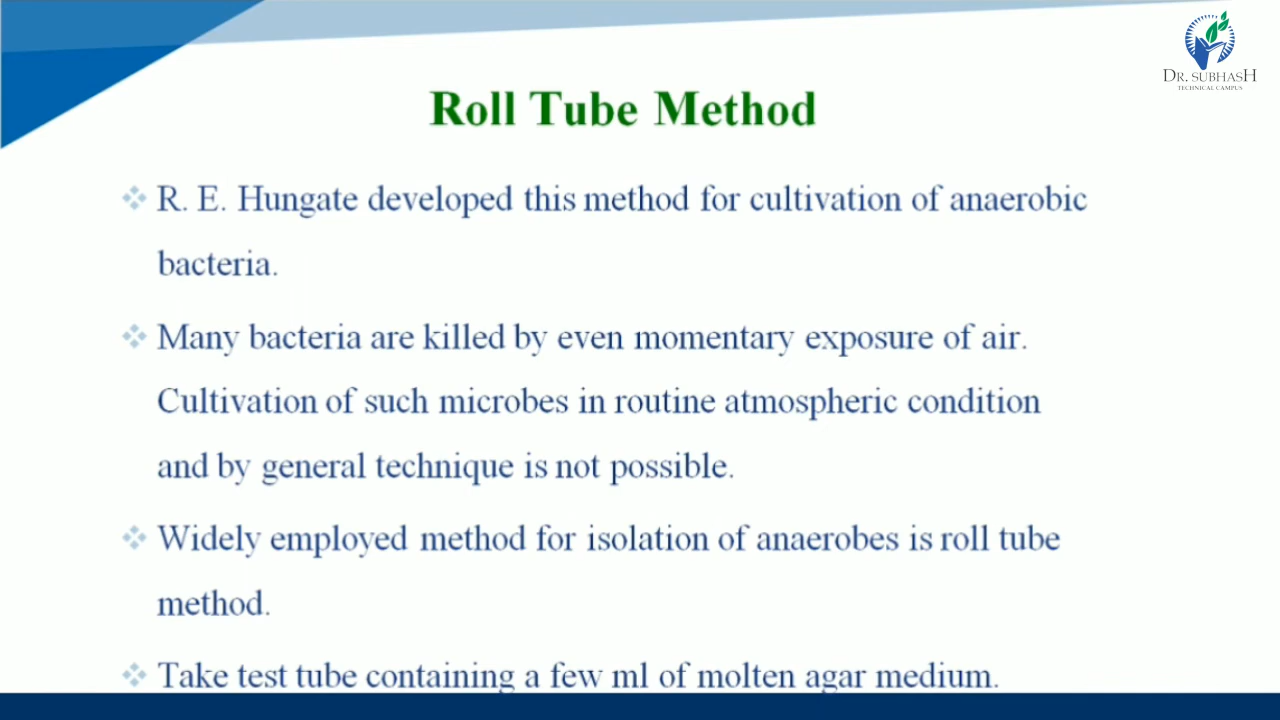 DR. SUBHASH
TECHNICAL CAMPUS
Roll Tube Method
R. E. Hungate developed this method for cultivation of anaerobic
bacteria.
Many bacteria are killed by even momentary exposure of air.
Cultivation of such microbes in routine atmospheric condition
and by general technique is not possible.
Widely employed method for isolation of anaerobes is roll tube
method.
Take test tube containing a few ml of molten agar medium.